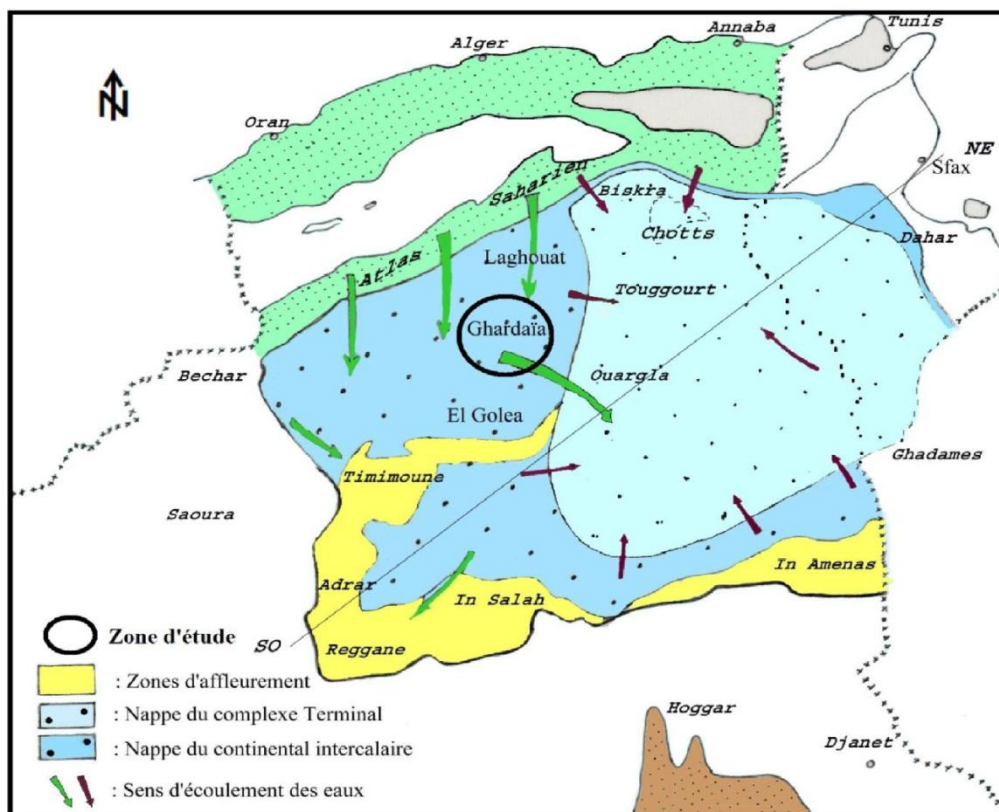 Tunis
Annaba
Alger
N
Oran
NE
Sfax
Saharien
Biskra
Chotts
Dahar
Atlas
Laghouat
Touggourt
Ghardaïa
Bechar
Ouargla
El Golea
Ghadames
Timimoune
Saoura
In Amenas
Adrar
In Salah
Zone d'étude
SO
Reggane
: Zones d'affleurement
: Nappe du complexe Terminal
Hoggar
: Nappe du continental intercalaire
Djanet
: Sens d'écoulement des eaux